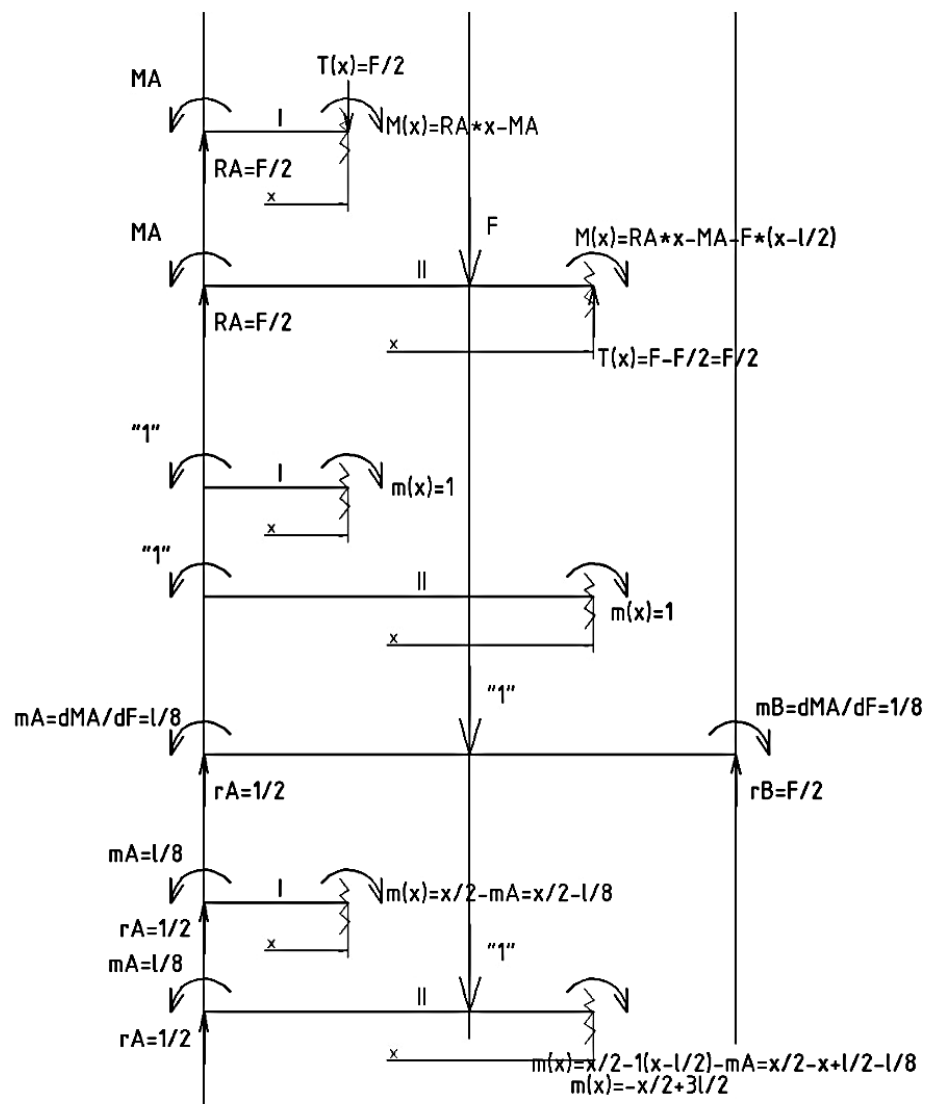 T(x)=F/2
MA
I
M(x)=RA*x-MA
RA=F/2
x
F
MA
M(x)=RA*x-MA-F*(x-l/2)
II
RA=F/2
x
T(x)=F-F/2=F/2
"1"
I
m(x)=1
x
"1"
II
m(x)=1
x
"1"
mA=dMA/dF=l/8
mB=dMA/dF=1/8
rA=1/2
rB=F/2
mA=l/8
I
m(x)=x/2-mA=x/2-l/8
rA=1/2
x
"1"
mA=l/8
II
rA=1/2
x
m(x)=x/2-1(x-l/2)-mA=x/2-x+l/2-l/8
m(x)=-x/2+3l/2